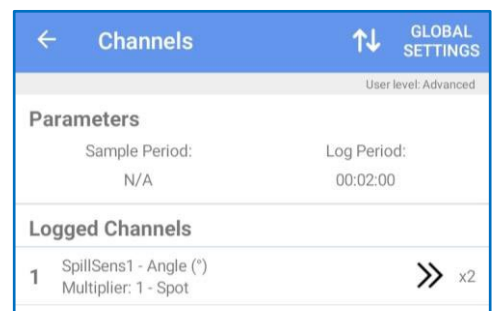 Channels
GLOBAL
SETTINGS
User level: Advanced
Parameters
Sample Period: Log Period:
N/A 00:02:00
Logged Channels
1 SpillSens1 - Angle (°)
Multiplier: 1 - Spot
x2